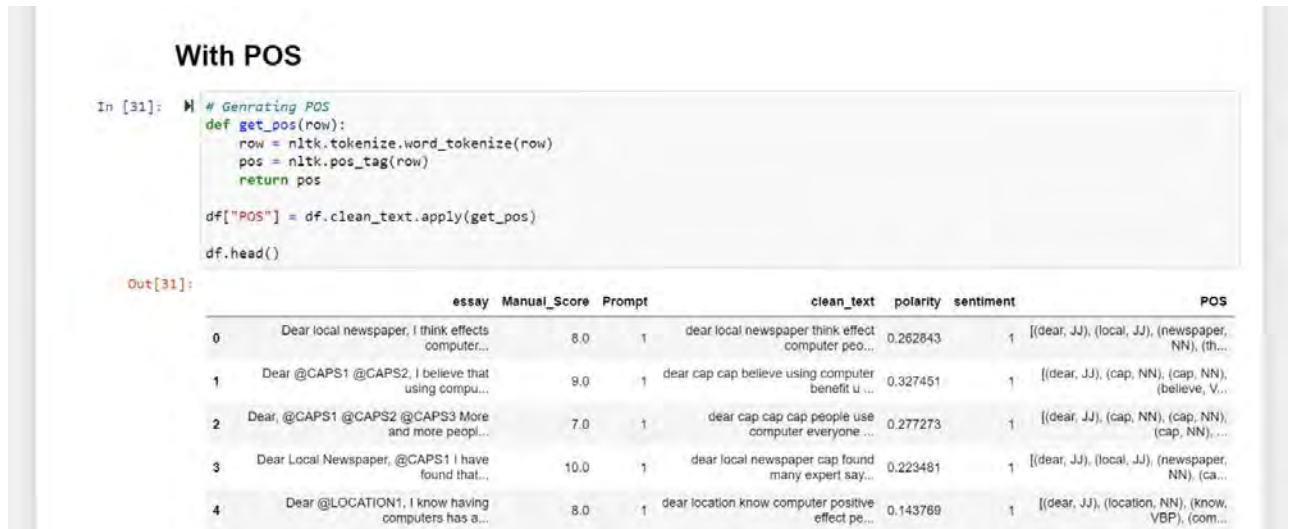 With POS
In [31]:
# Genrating POS
def get_pos(row):
    row = nltk.tokenize.word_tokenize(row)
    pos = nltk.pos_tag(row)
    return pos
df["POS"] = df.clean_text.apply(get_pos)
df.head()
Out[31]:
essay Manual_Score Prompt clean_text polarity sentiment POS
0 Dear local newspaper, I think effects computer... 8.0 1 dear local newspaper think effect computer peo... 0.262843 1 [(dear, JJ), (local, JJ), (newspaper, NN), (th...
1 Dear @CAPS1 @CAPS2, I believe that using compu... 9.0 1 dear cap cap believe using computer benefit u ... 0.327451 1 [(dear, JJ), (cap, NN), (cap, NN), (believe, V...
2 Dear, @CAPS1 @CAPS2 @CAPS3 More and more peopl... 7.0 1 dear cap cap cap people use computer everyone ... 0.277273 1 [(dear, JJ), (cap, NN), (cap, NN), (cap, NN), ...
3 Dear Local Newspaper, @CAPS1 I have found that... 10.0 1 dear local newspaper cap found many expert say... 0.223481 1 [(dear, JJ), (local, JJ), (newspaper, NN), (ca...
4 Dear @LOCATION1, I know having computers has a... 8.0 1 dear location know computer positive effect pe... 0.143769 1 [(dear, JJ), (location, NN), (know, VBP), (com...